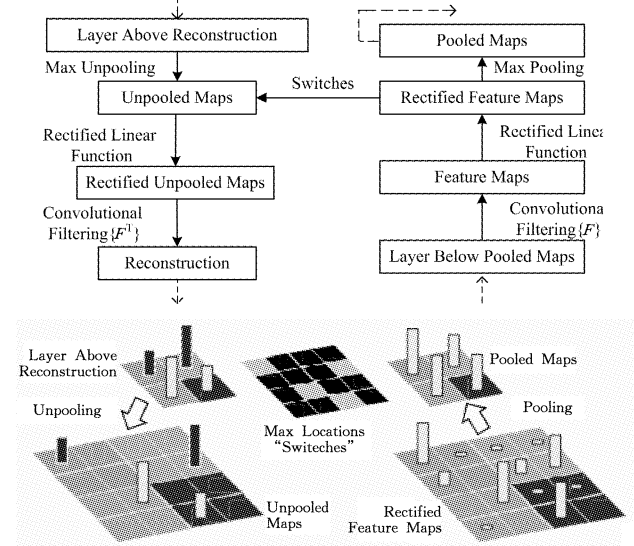 Layer Above Reconstruction
Max Unpooling
Unpooled Maps
Rectified Linear
Function
Rectified Unpooled Maps
Convolutional
Filtering{Fᵀ}
Reconstruction
Switches
Pooled Maps
Max Pooling
Rectified Feature Maps
Rectified Linea
Function
Feature Maps
Convolutiona
Filtering{F}
Layer Below Pooled Maps
Layer Above
Reconstruction
Unpooling
Max Locations
“Switeches”
Pooled Maps
Pooling
Unpooled
Maps
Rectified
Feature Maps